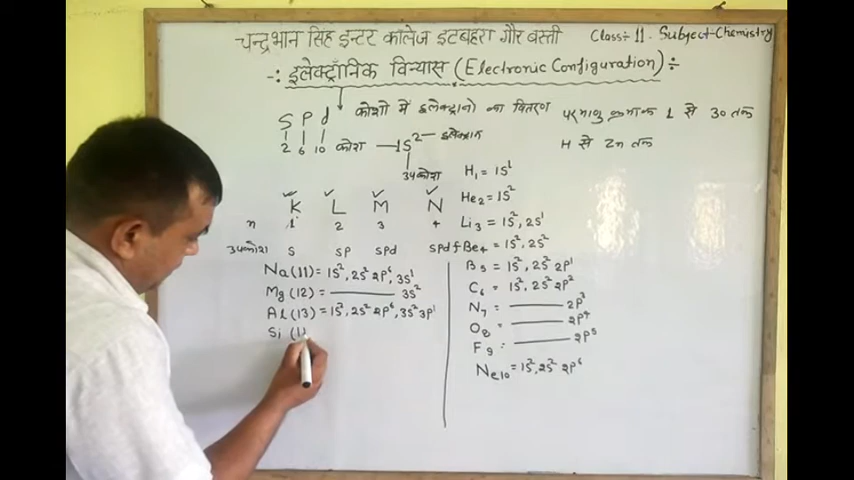 चन्द्रभान सिंह इन्टर कालेज इटबहरा गौर बस्ती Class÷ 11. Subject-Chemistry
-: इलेक्ट्रॉनिक विन्यास (Electronic Configuration) ÷
कोशो में इलेक्ट्रानो का वितरण परमाणु क्रमांक 1 से 30 तक
S P d
2 6 10 कोश — 1S² — इलेक्ट्रान H से Zn तक
उपकोश
K L M N
n 1 2 3 4
उपकोश s sp spd spdf
Na (11) = 1S², 2S² 2P⁶, 3S¹
Mg (12) = ——— 3S²
Al (13) = 1S², 2S² 2P⁶, 3S² 3P¹
Si (1
H₁ = 1S¹
He₂ = 1S²
Li₃ = 1S², 2S¹
Be₄ = 1S², 2S²
B₅ = 1S², 2S² 2P¹
C₆ = 1S², 2S² 2P²
N₇ = ——— 2P³
O₈ = ——— 2P⁴
F₉ = ——— 2P⁵
Ne₁₀ = 1S², 2S² 2P⁶